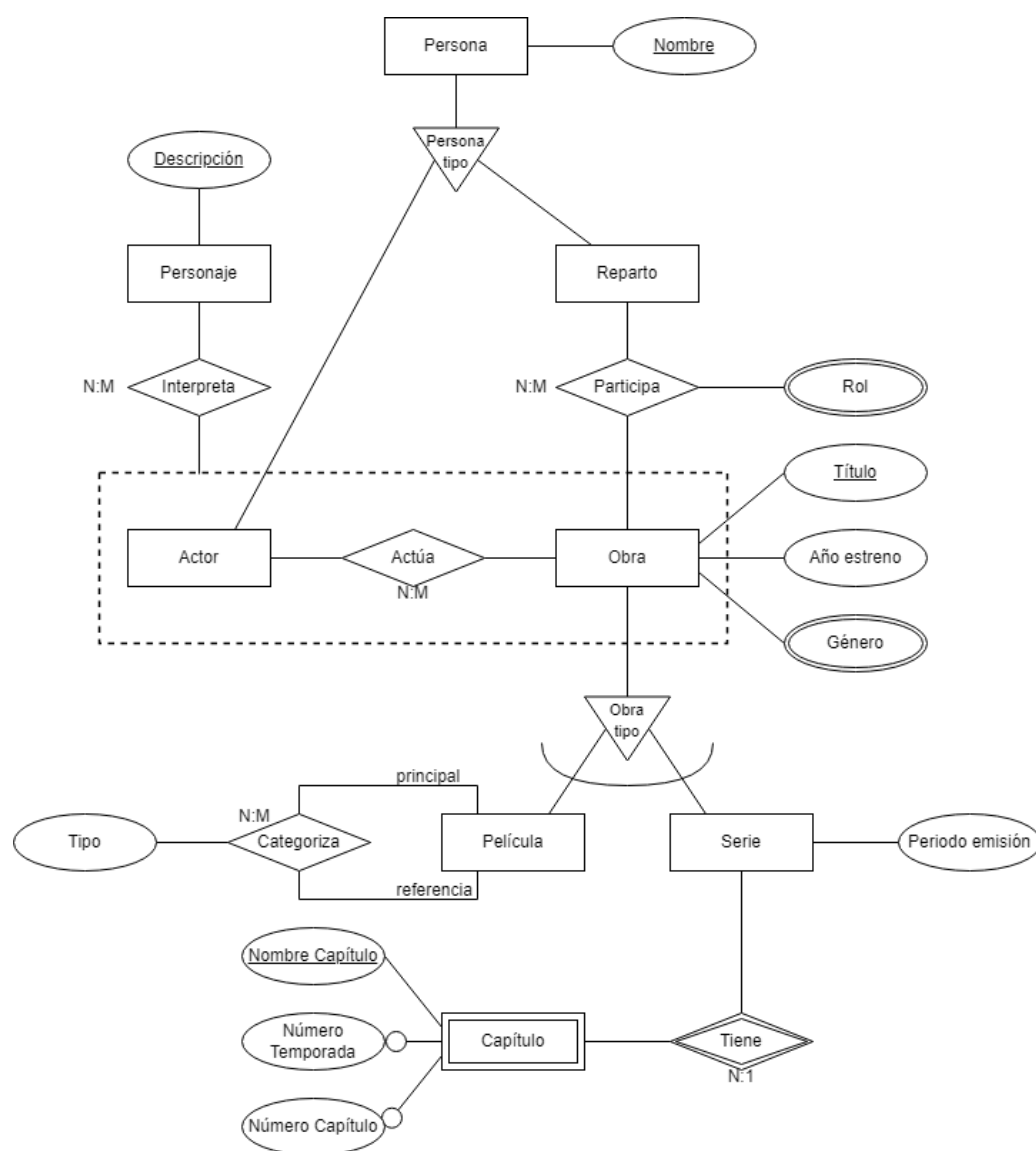 Persona
Nombre
Persona
tipo
Descripción
Personaje
Reparto
N:M
Interpreta
N:M
Participa
Rol
Título
Actor
Actúa
N:M
Obra
Año estreno
Género
Obra
tipo
principal
N:M
Tipo
Categoriza
Película
Serie
Periodo emisión
referencia
Nombre Capítulo
Número
Temporada
Capítulo
Tiene
N:1
Número Capítulo